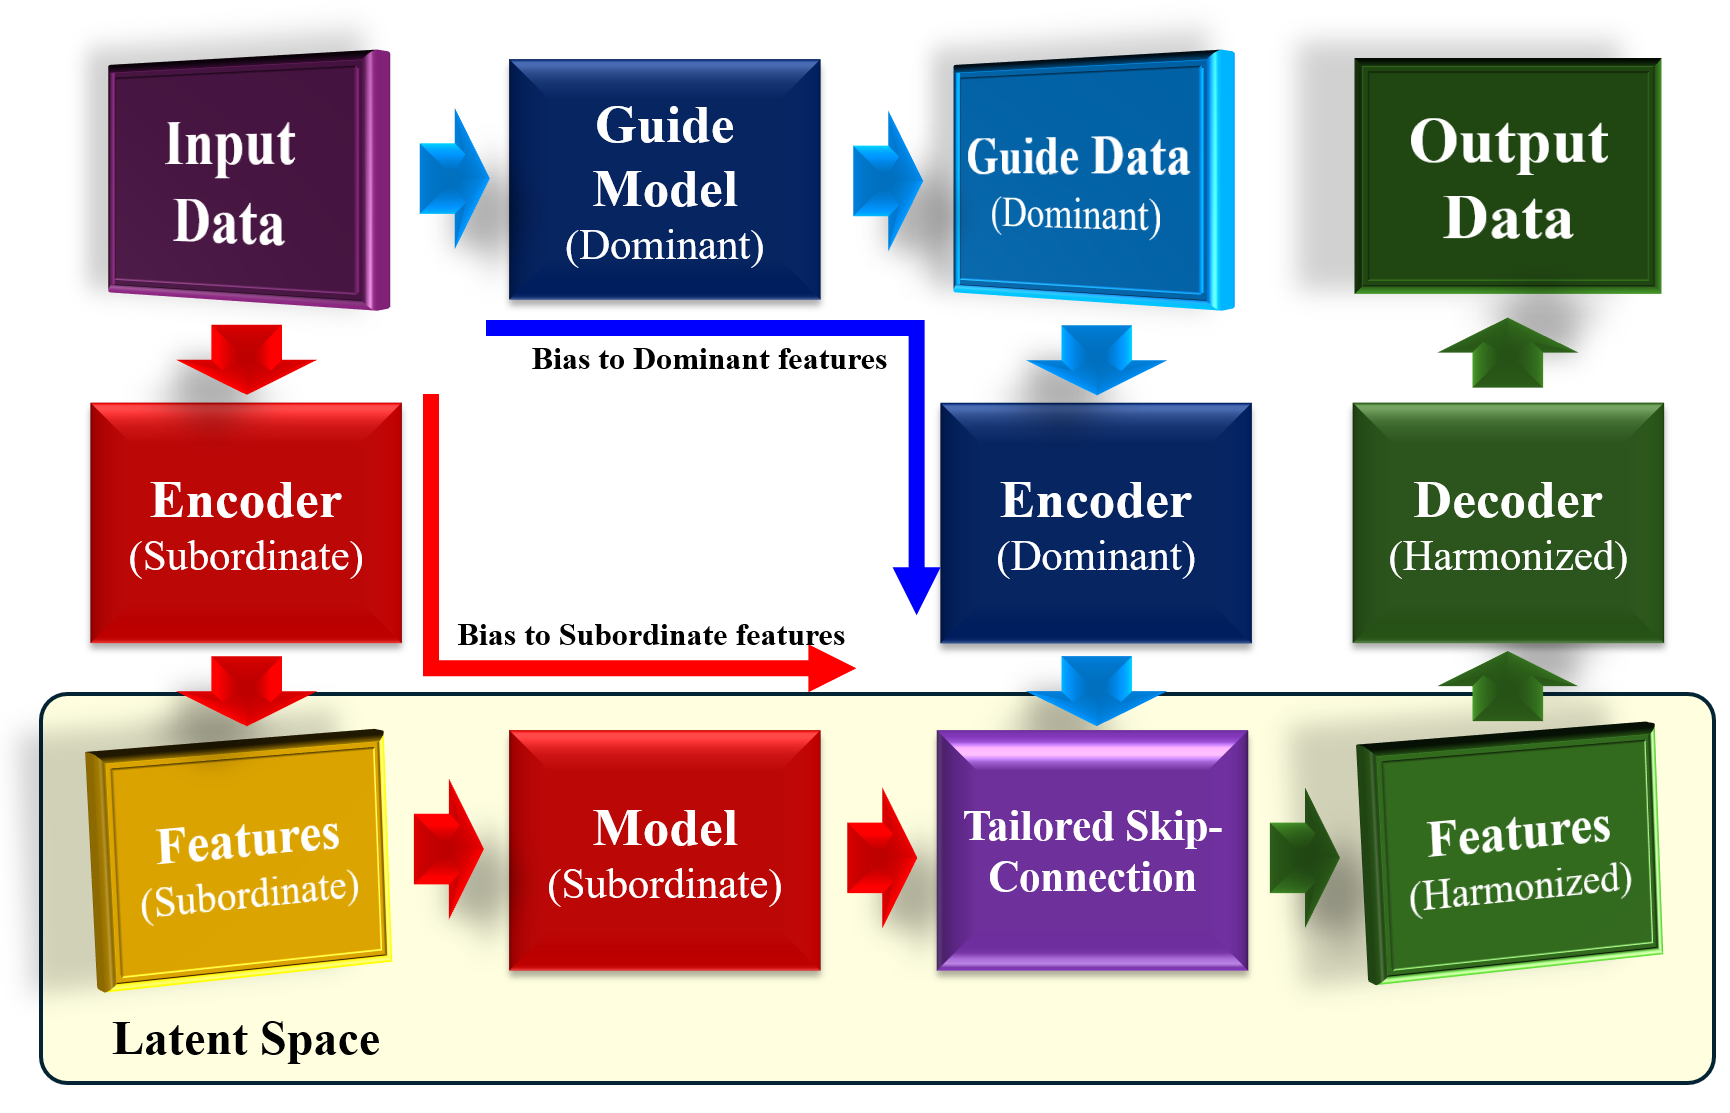 Input
Data
Guide
Model
(Dominant)
Guide Data
(Dominant)
Output
Data
Bias to Dominant features
Encoder
(Subordinate)
Encoder
(Dominant)
Decoder
(Harmonized)
Bias to Subordinate features
Features
(Subordinate)
Model
(Subordinate)
Tailored Skip-
Connection
Features
(Harmonized)
Latent Space